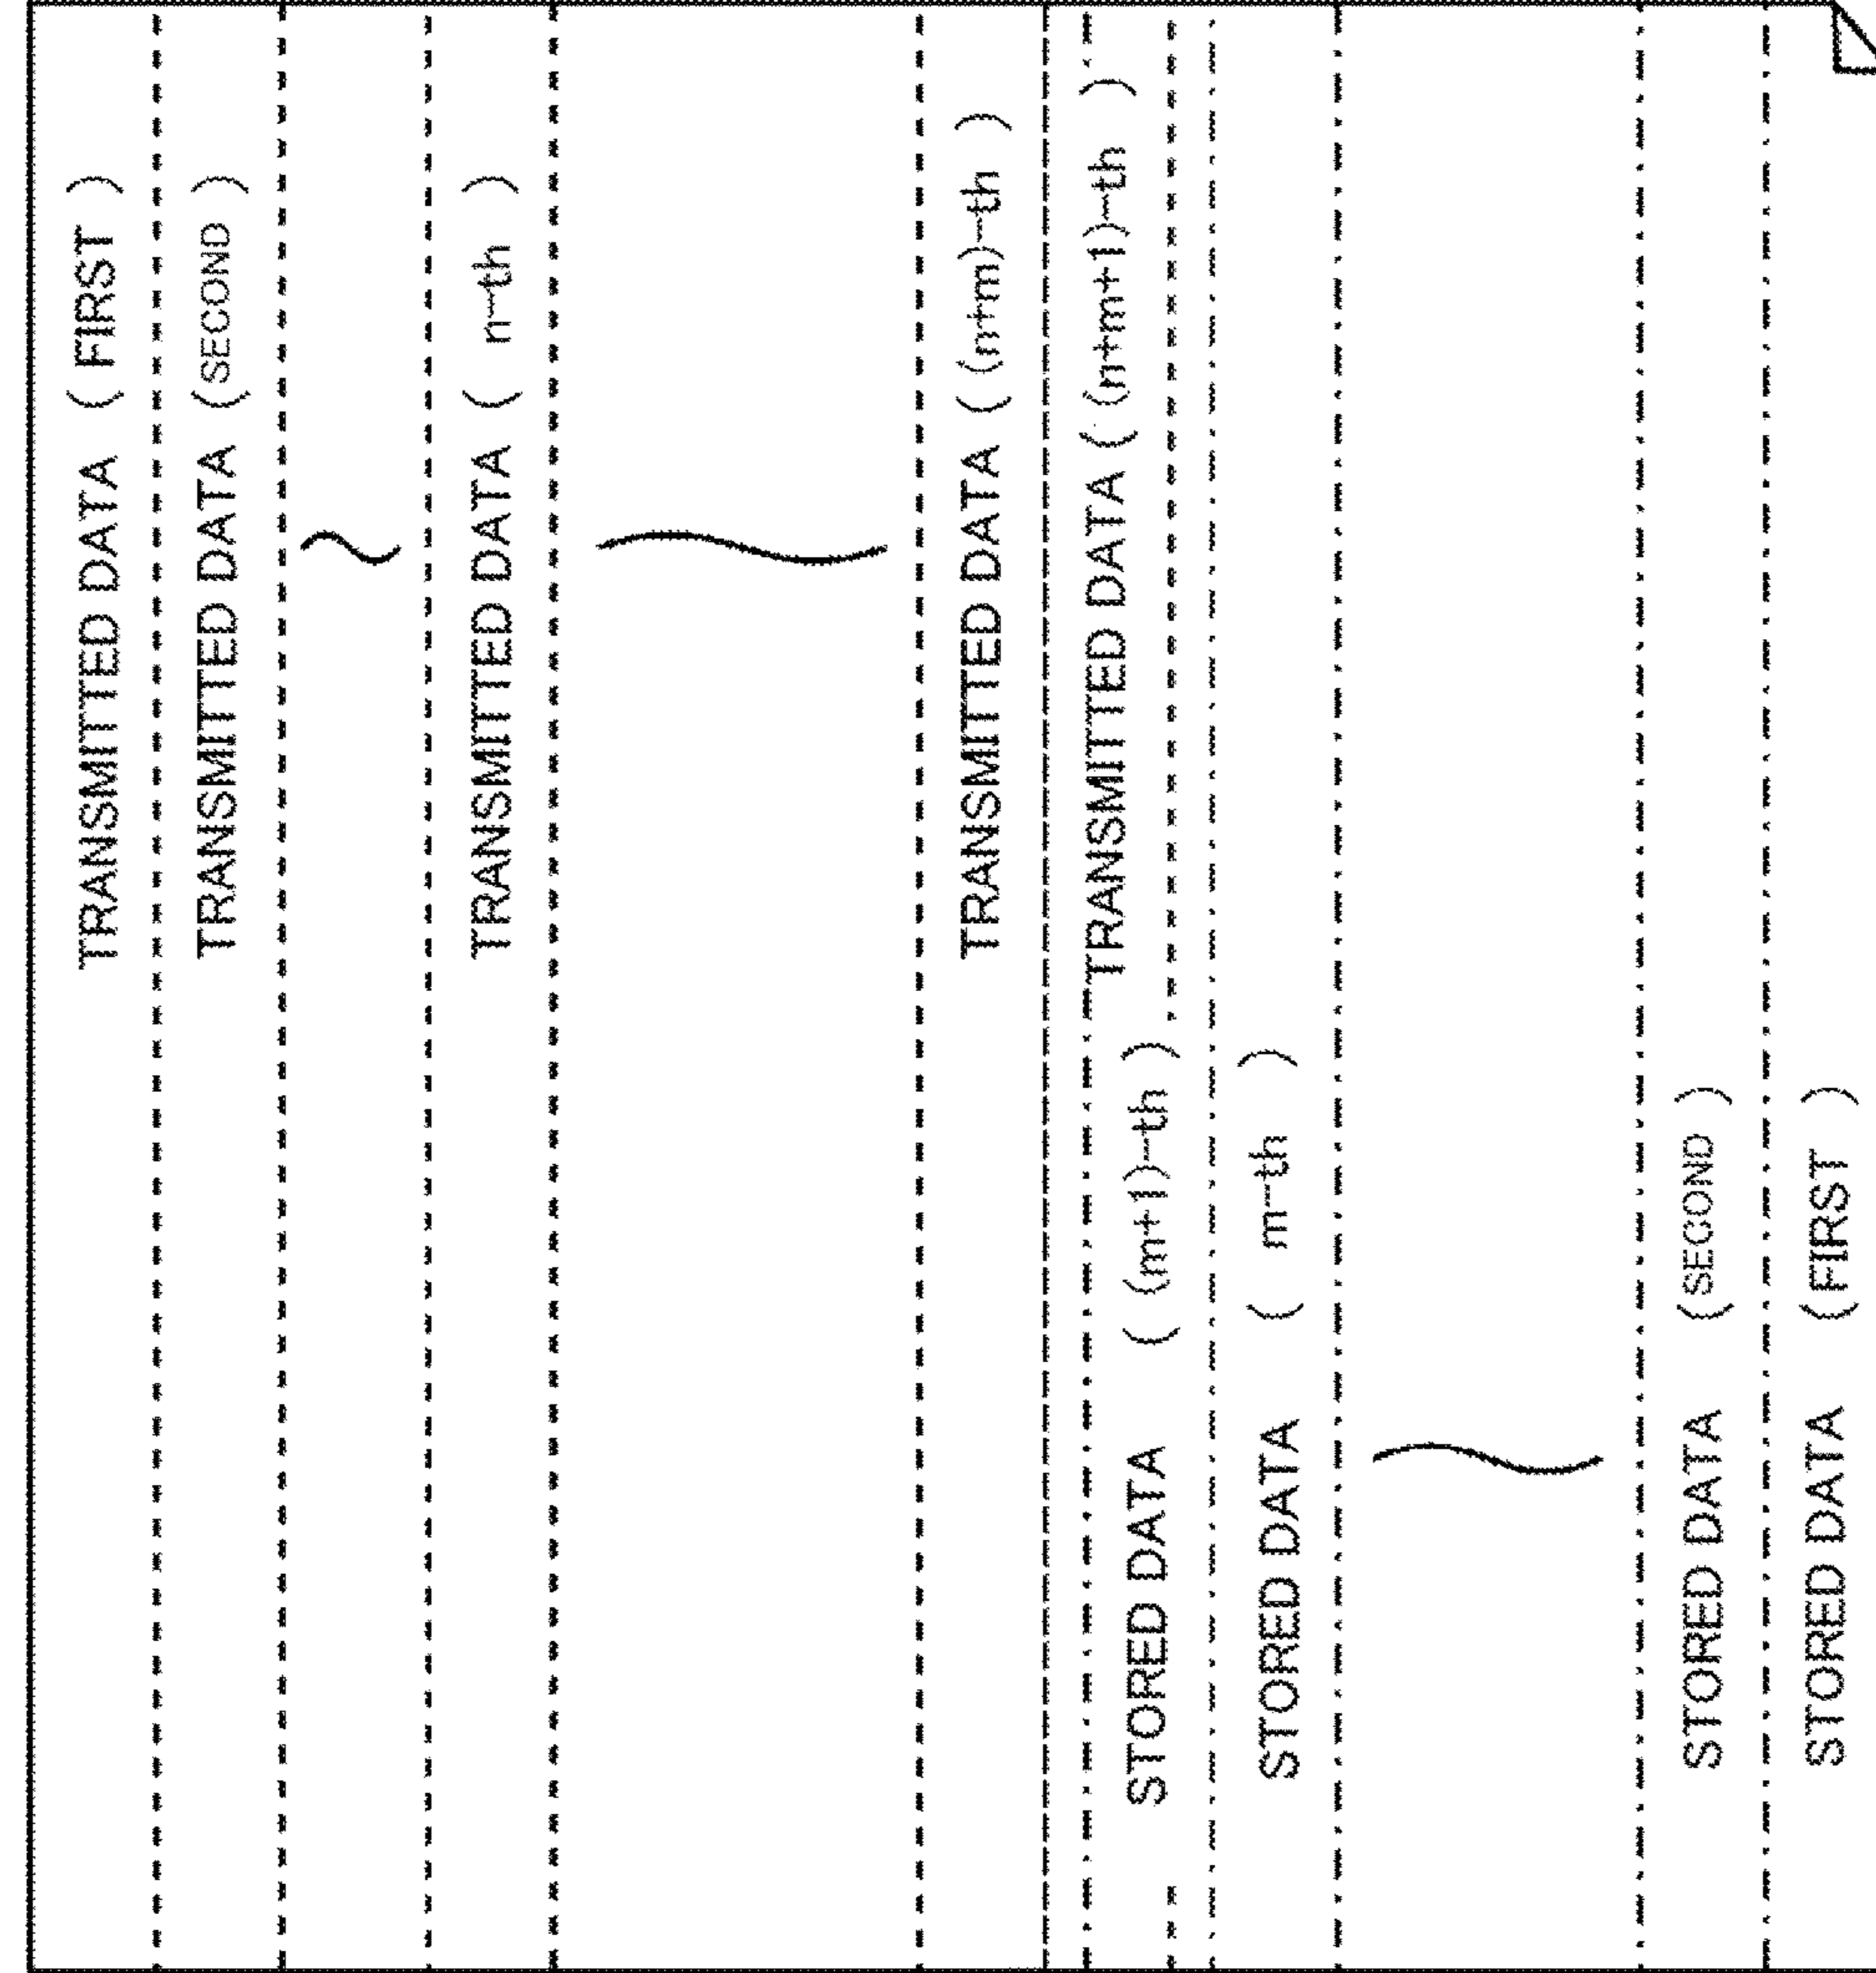 TRANSMITTED DATA ( FIRST )
TRANSMITTED DATA ( SECOND )
TRANSMITTED DATA ( n-th )
TRANSMITTED DATA ( (n+m)-th )
TRANSMITTED DATA ( (n+m+1)-th )
STORED DATA ( (m+1)-th )
STORED DATA ( m-th )
STORED DATA ( SECOND )
STORED DATA ( FIRST )